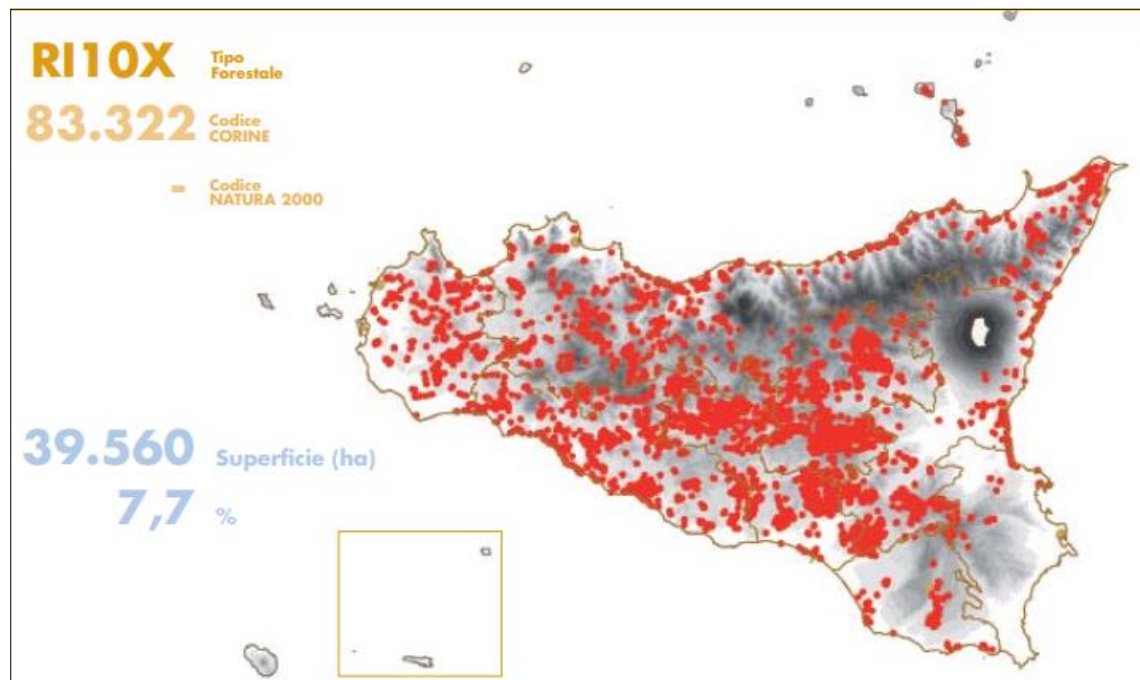 RI10X Tipo
Forestale
83.322 Codice
CORINE
- Codice
NATURA 2000
39.560 Superficie (ha)
7,7 %